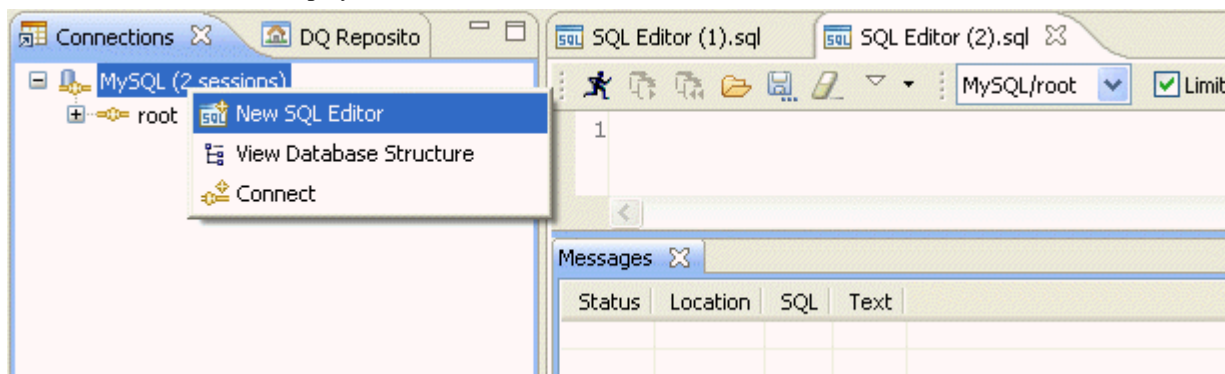 Connections DQ Reposito
MySQL (2 sessions)
root
New SQL Editor
View Database Structure
Connect
SQL Editor (1).sql SQL Editor (2).sql
MySQL/root Limit
1
Messages
Status Location SQL Text